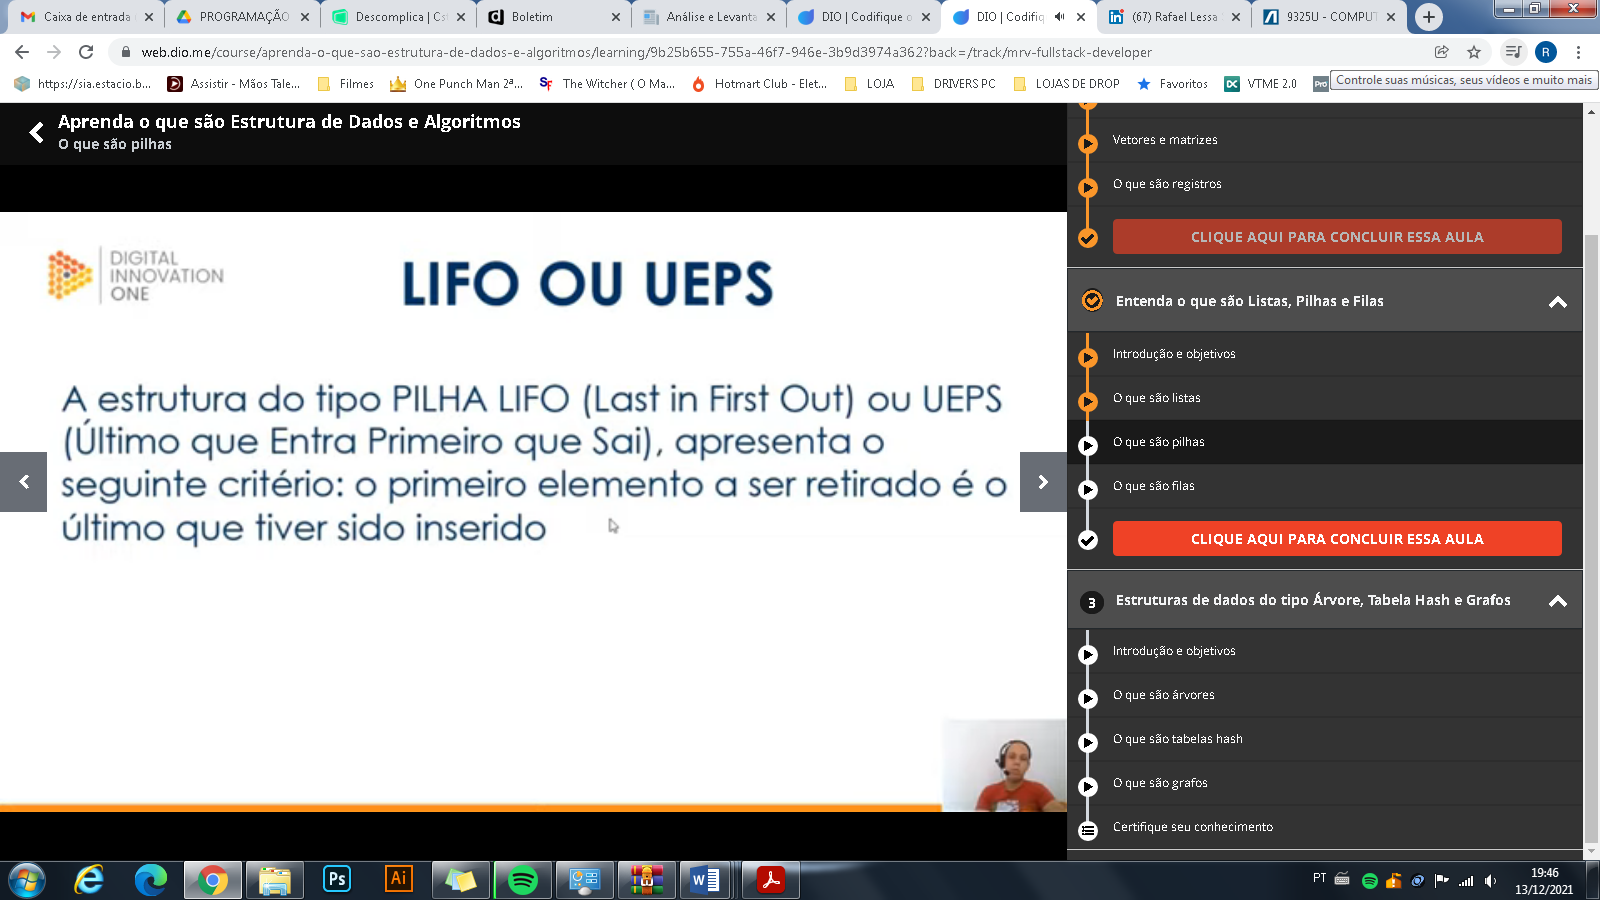 Caixa de entrada
PROGRAMAÇÃO
Descomplica | Cst
Boletim
Análise e Levanta
DIO | Codifique o
DIO | Codifiq
(67) Rafael Lessa
9325U - COMPUT
web.dio.me/course/aprenda-o-que-sao-estrutura-de-dados-e-algoritmos/learning/9b25b655-755a-46f7-946e-3b9d3974a362?back=/track/mrv-fullstack-developer
R
https://sia.estacio.b...
Assistir - Mãos Tale...
Filmes
One Punch Man 2ª...
The Witcher ( O Ma...
Hotmart Club - Elet...
LOJA
DRIVERS PC
LOJAS DE DROP
Favoritos
VTME 2.0
Controle suas músicas, seus vídeos e muito mais
Aprenda o que são Estrutura de Dados e Algoritmos
O que são pilhas
DIGITAL
INNOVATION
ONE
LIFO OU UEPS
A estrutura do tipo PILHA LIFO (Last in First Out) ou UEPS
(Último que Entra Primeiro que Sai), apresenta o
seguinte critério: o primeiro elemento a ser retirado é o
último que tiver sido inserido
Vetores e matrizes
O que são registros
CLIQUE AQUI PARA CONCLUIR ESSA AULA
Entenda o que são Listas, Pilhas e Filas
Introdução e objetivos
O que são listas
O que são pilhas
O que são filas
CLIQUE AQUI PARA CONCLUIR ESSA AULA
3
Estruturas de dados do tipo Árvore, Tabela Hash e Grafos
Introdução e objetivos
O que são árvores
O que são tabelas hash
O que são grafos
Certifique seu conhecimento
Ps
Ai
PT
19:46
13/12/2021